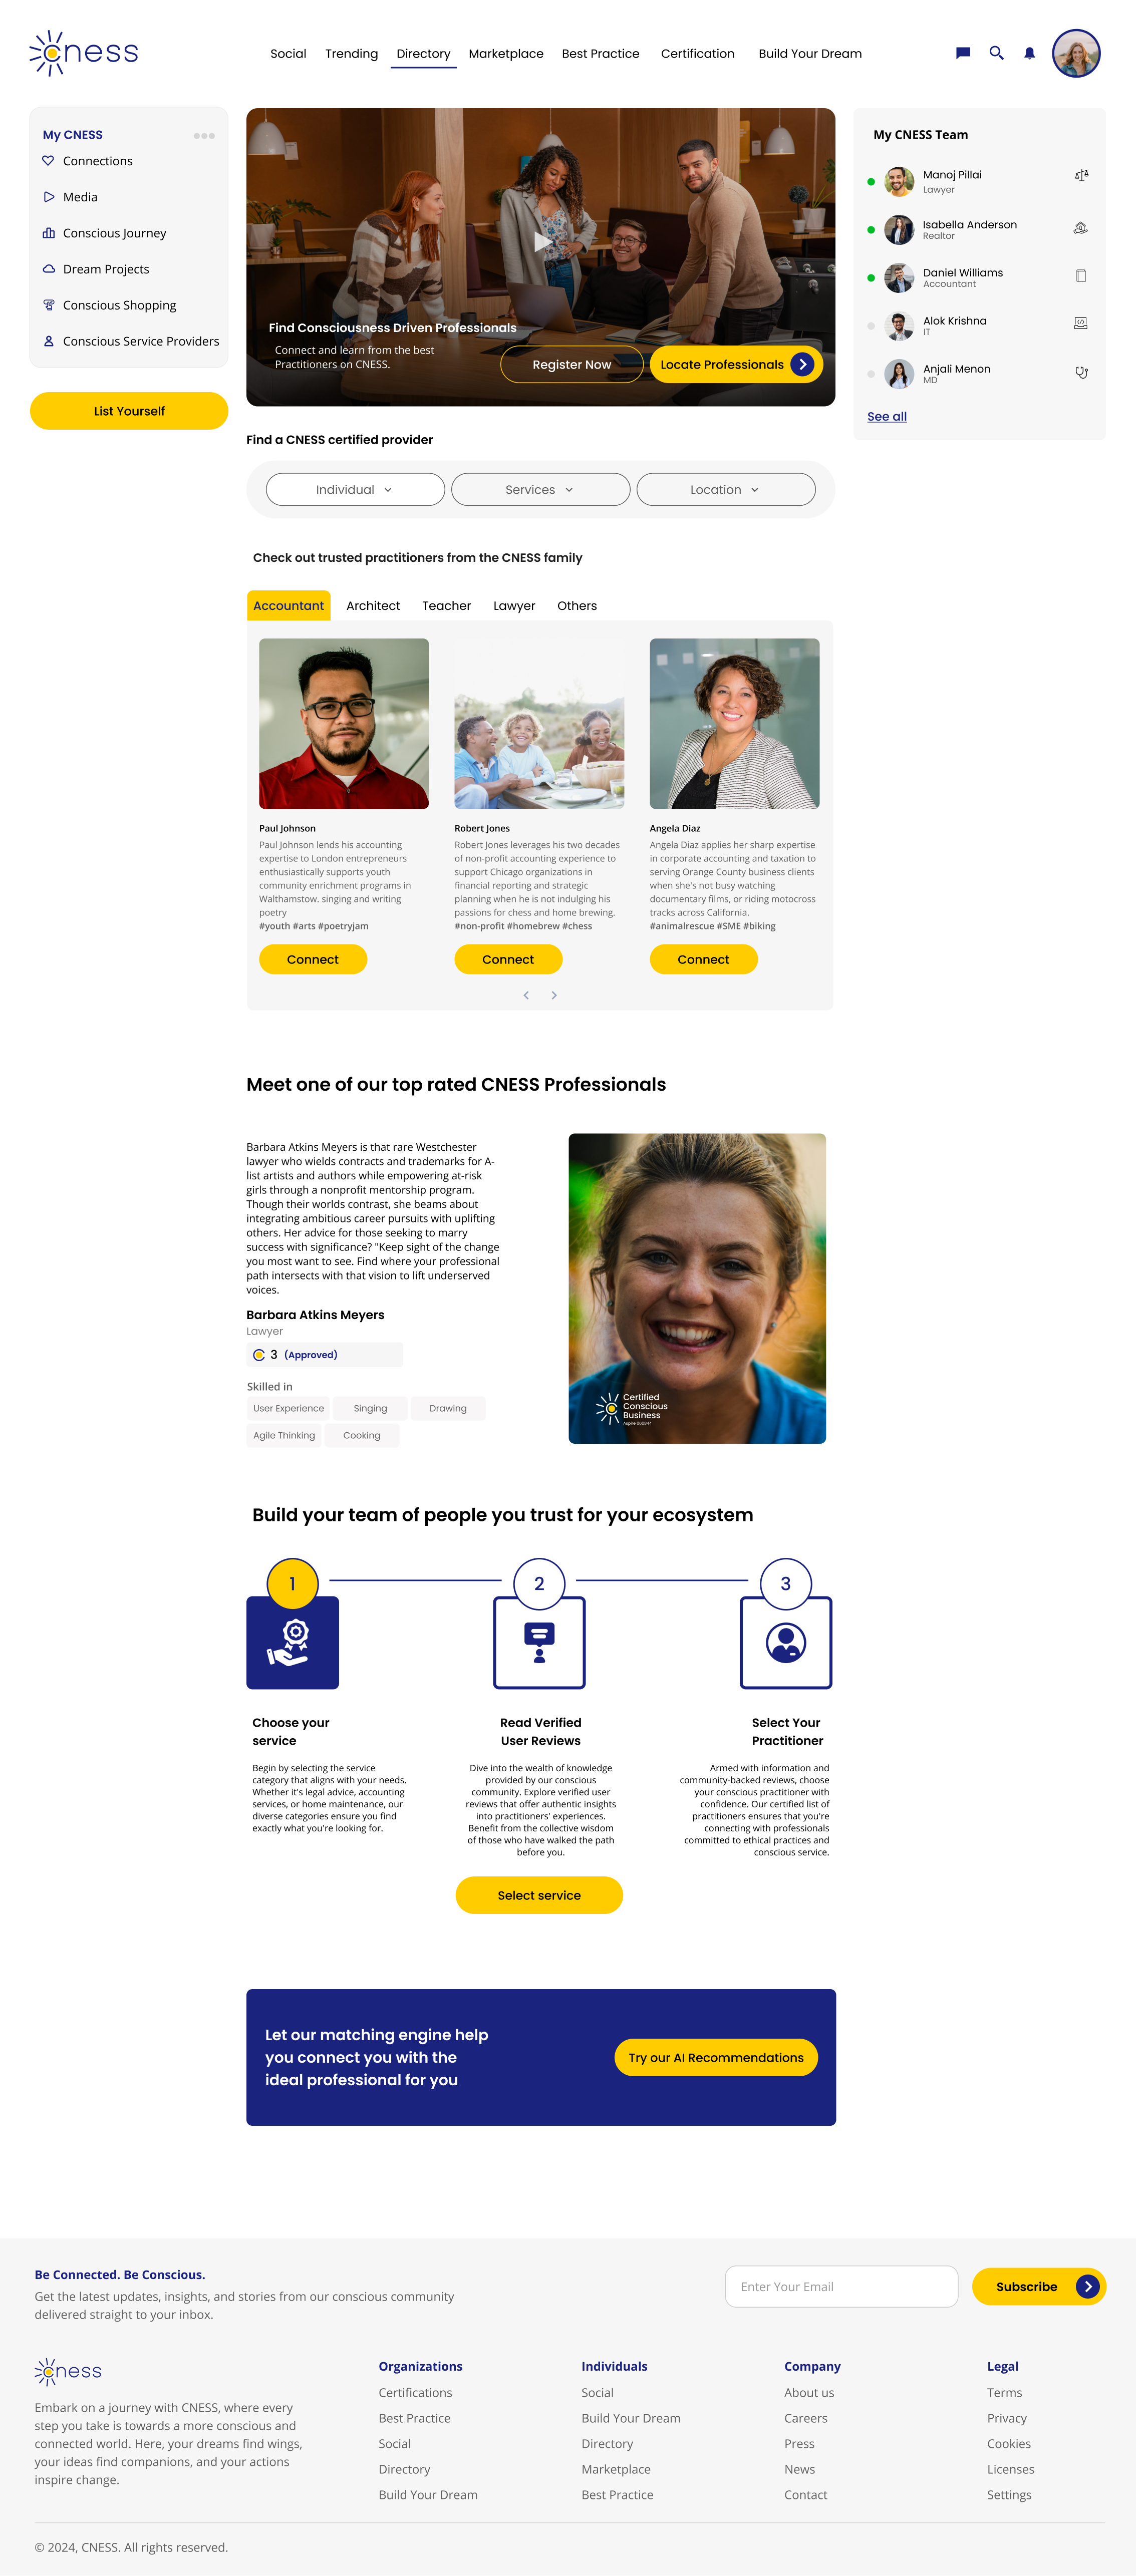 cness
Social
Trending
Directory
Marketplace
Best Practice
Certification
Build Your Dream
My CNESS
Connections
Media
Conscious Journey
Dream Projects
Conscious Shopping
Conscious Service Providers
List Yourself
Find Consciousness Driven Professionals
Connect and learn from the best
Practitioners on CNESS.
Register Now
Locate Professionals
My CNESS Team
Manoj Pillai
Lawyer
Isabella Anderson
Realtor
Daniel Williams
Accountant
Alok Krishna
IT
Anjali Menon
MD
See all
Find a CNESS certified provider
Individual
Services
Location
Check out trusted practitioners from the CNESS family
Accountant
Architect
Teacher
Lawyer
Others
Paul Johnson
Paul Johnson lends his accounting
expertise to London entrepreneurs
enthusiastically supports youth
community enrichment programs in
Walthamstow. singing and writing
poetry
#youth #arts #poetryjam
Connect
Robert Jones
Robert Jones leverages his two decades
of non-profit accounting experience to
support Chicago organizations in
financial reporting and strategic
planning when he is not indulging his
passions for chess and home brewing.
#non-profit #homebrew #chess
Connect
Angela Diaz
Angela Diaz applies her sharp expertise
in corporate accounting and taxation to
serving Orange County business clients
when she's not busy watching
documentary films, or riding motocross
tracks across California.
#animalrescue #SME #biking
Connect
Meet one of our top rated CNESS Professionals
Barbara Atkins Meyers is that rare Westchester
lawyer who wields contracts and trademarks for A-
list artists and authors while empowering at-risk
girls through a nonprofit mentorship program.
Though their worlds contrast, she beams about
integrating ambitious career pursuits with uplifting
others. Her advice for those seeking to marry
success with significance? "Keep sight of the change
you most want to see. Find where your professional
path intersects with that vision to lift underserved
voices.
Barbara Atkins Meyers
Lawyer
3 (Approved)
Skilled in
User Experience
Singing
Drawing
Agile Thinking
Cooking
Certified
Conscious
Business
Build your team of people you trust for your ecosystem
1
2
3
Choose your
service
Begin by selecting the service
category that aligns with your needs.
Whether it's legal advice, accounting
services, or home maintenance, our
diverse categories ensure you find
exactly what you're looking for.
Read Verified
User Reviews
Dive into the wealth of knowledge
provided by our conscious
community. Explore verified user
reviews that offer authentic insights
into practitioners' experiences.
Benefit from the collective wisdom
of those who have walked the path
before you.
Select Your
Practitioner
Armed with information and
community-backed reviews, choose
your conscious practitioner with
confidence. Our certified list of
practitioners ensures that you're
connecting with professionals
committed to ethical practices and
conscious service.
Select service
Let our matching engine help
you connect you with the
ideal professional for you
Try our AI Recommendations
Be Connected. Be Conscious.
Get the latest updates, insights, and stories from our conscious community
delivered straight to your inbox.
Enter Your Email
Subscribe
cness
Embark on a journey with CNESS, where every
step you take is towards a more conscious and
connected world. Here, your dreams find wings,
your ideas find companions, and your actions
inspire change.
Organizations
Certifications
Best Practice
Social
Directory
Build Your Dream
Individuals
Social
Build Your Dream
Directory
Marketplace
Best Practice
Company
About us
Careers
Press
News
Contact
Legal
Terms
Privacy
Cookies
Licenses
Settings
© 2024, CNESS. All rights reserved.